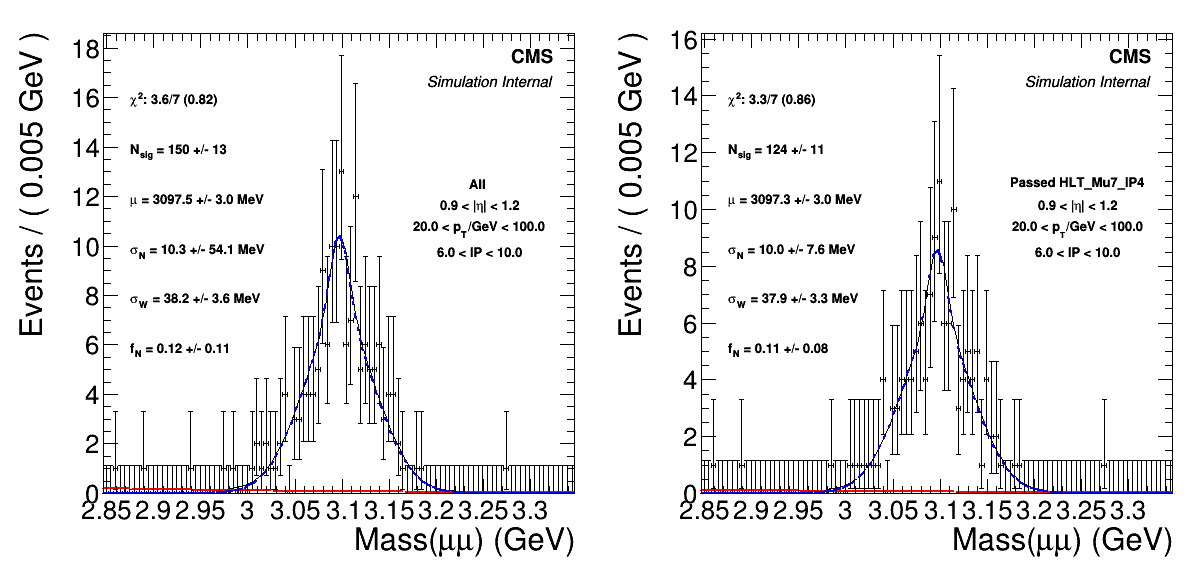 CMS
Simulation Internal
χ²: 3.6/7 (0.82)
N_sig = 150 +/- 13
μ = 3097.5 +/- 3.0 MeV
σ_N = 10.3 +/- 54.1 MeV
σ_W = 38.2 +/- 3.6 MeV
f_N = 0.12 +/- 0.11
All
0.9 < |η| < 1.2
20.0 < p_T/GeV < 100.0
6.0 < IP < 10.0
Events / ( 0.005 GeV )
18
16
14
12
10
8
6
4
2
0
2.85 2.9 2.95 3 3.05 3.1 3.15 3.2 3.25 3.3
Mass(μμ) (GeV)
CMS
Simulation Internal
χ²: 3.3/7 (0.86)
N_sig = 124 +/- 11
μ = 3097.3 +/- 3.0 MeV
σ_N = 10.0 +/- 7.6 MeV
σ_W = 37.9 +/- 3.3 MeV
f_N = 0.11 +/- 0.08
Passed HLT_Mu7_IP4
0.9 < |η| < 1.2
20.0 < p_T/GeV < 100.0
6.0 < IP < 10.0
Events / ( 0.005 GeV )
16
14
12
10
8
6
4
2
0
2.85 2.9 2.95 3 3.05 3.1 3.15 3.2 3.25 3.3
Mass(μμ) (GeV)